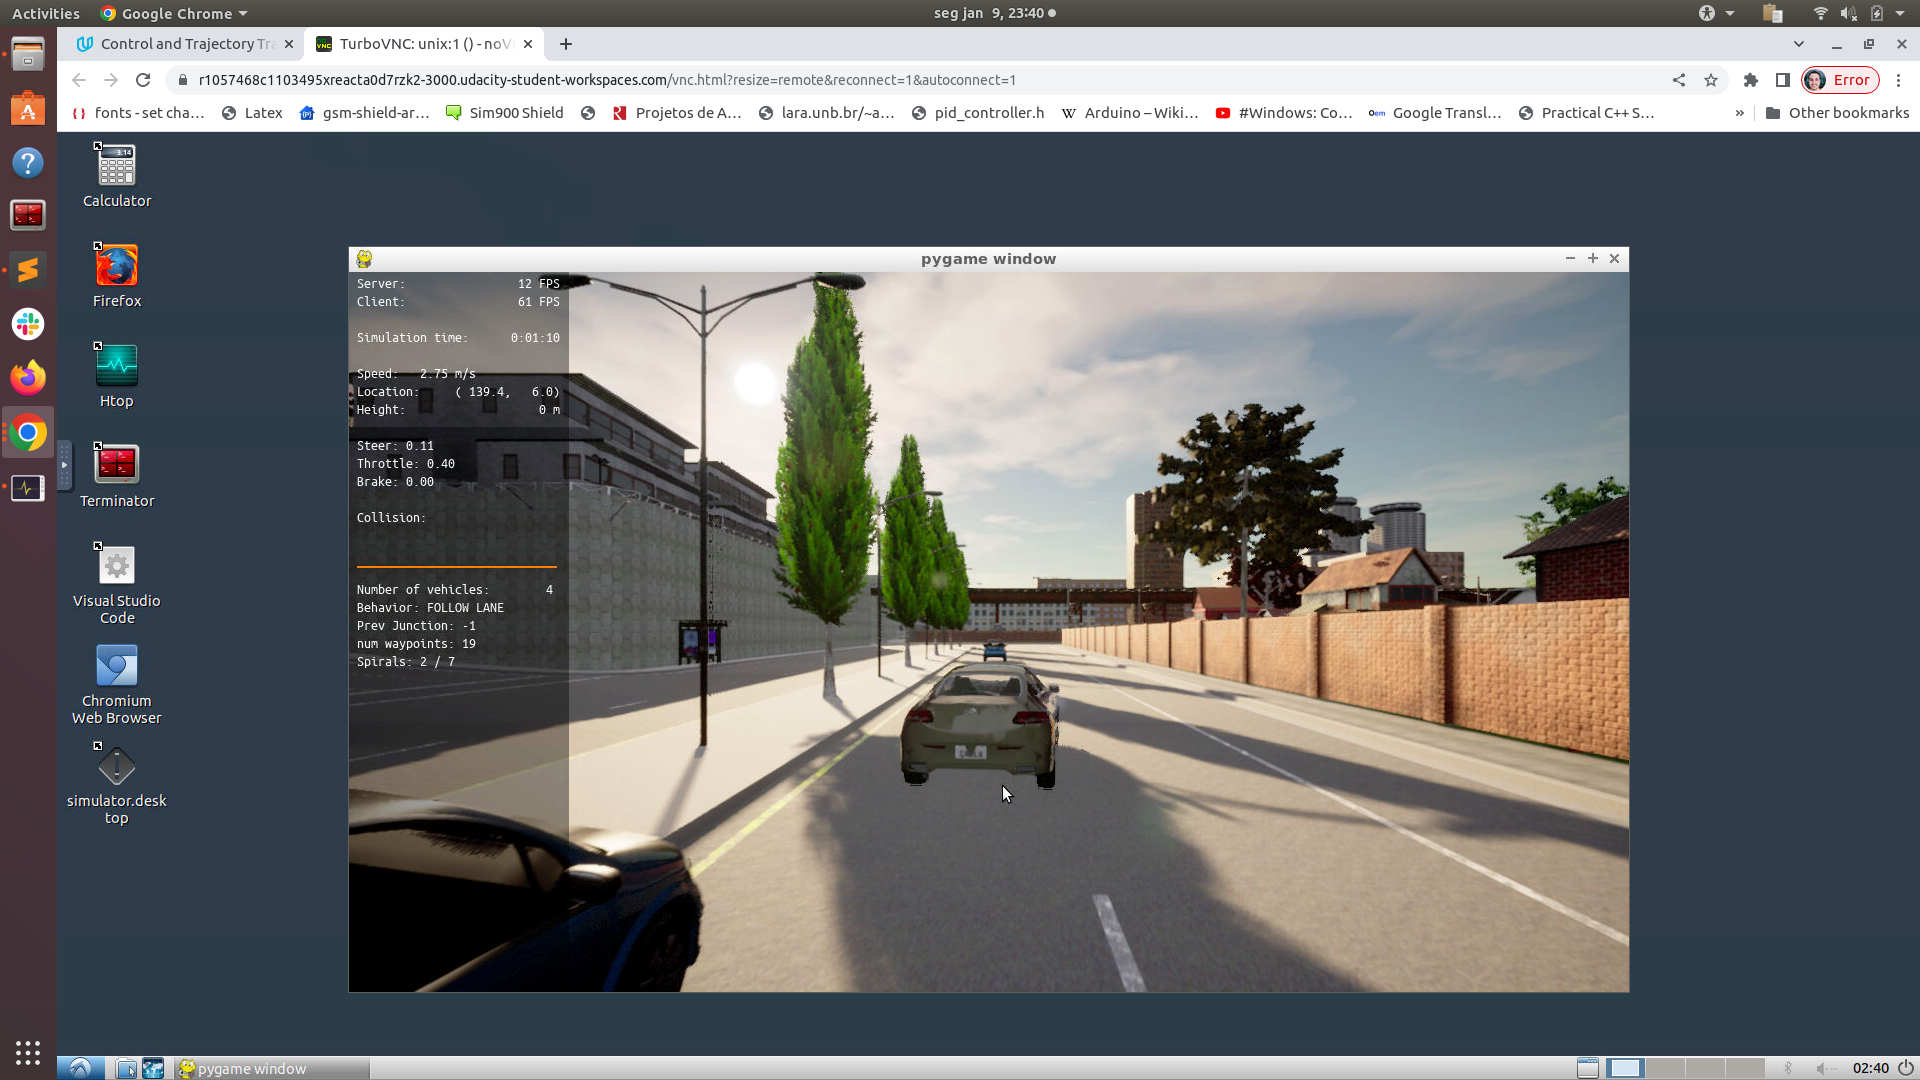 Activities
Google Chrome
seg jan 9, 23:40
Control and Trajectory Tra
TurboVNC: unix:1 () - noV
r1057468c1103495xreacta0d7rzk2-3000.udacity-student-workspaces.com/vnc.html?resize=remote&reconnect=1&autoconnect=1
Error
fonts - set cha...
Latex
gsm-shield-ar...
Sim900 Shield
Projetos de A...
lara.unb.br/~a...
pid_controller.h
Arduino – Wiki...
#Windows: Co...
Google Transl...
Practical C++ S...
»
Other bookmarks
3.14
Calculator
Firefox
Htop
Terminator
Visual Studio
Code
Chromium
Web Browser
simulator.desk
top
pygame window
Server: 12 FPS
Client: 61 FPS
Simulation time: 0:01:10
Speed: 2.75 m/s
Location: ( 139.4, 6.0)
Height: 0 m
Steer: 0.11
Throttle: 0.40
Brake: 0.00
Collision:
Number of vehicles: 4
Behavior: FOLLOW LANE
Prev Junction: -1
num waypoints: 19
Spirals: 2 / 7
pygame window
02:40